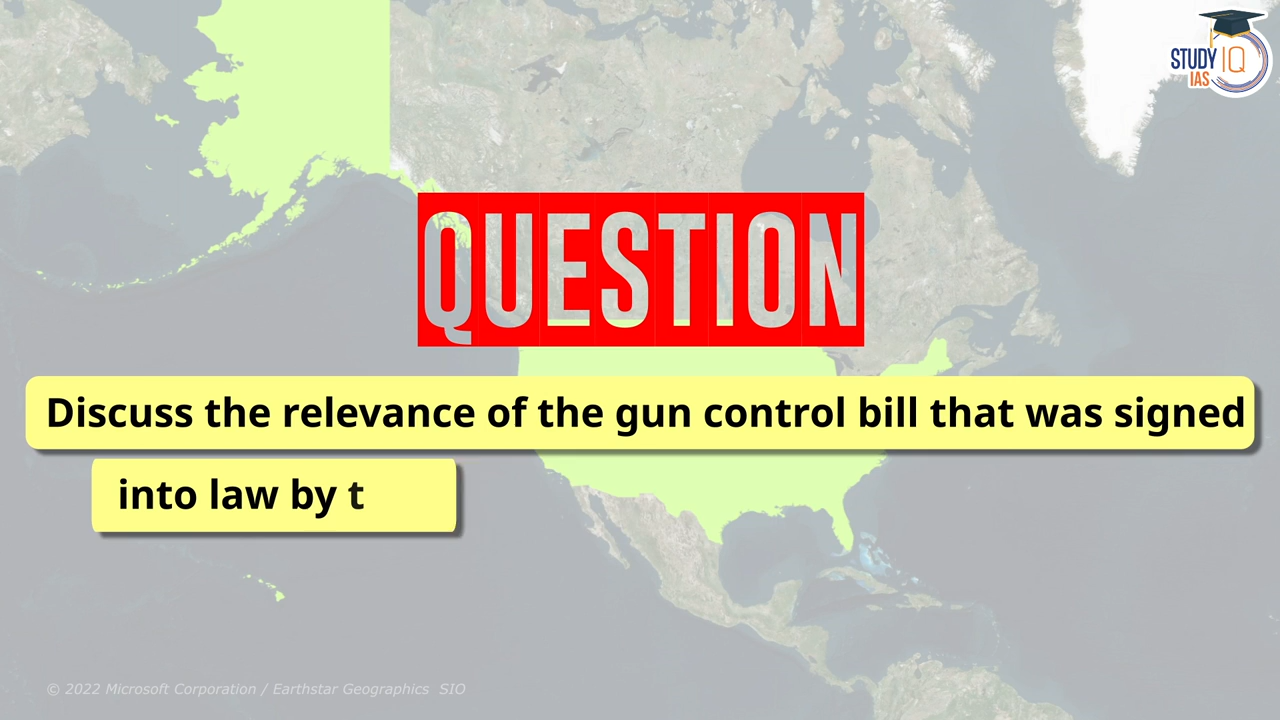 STUDY IQ
IAS
QUESTION
Discuss the relevance of the gun control bill that was signed
into law by t
© 2022 Microsoft Corporation / Earthstar Geographics SIO